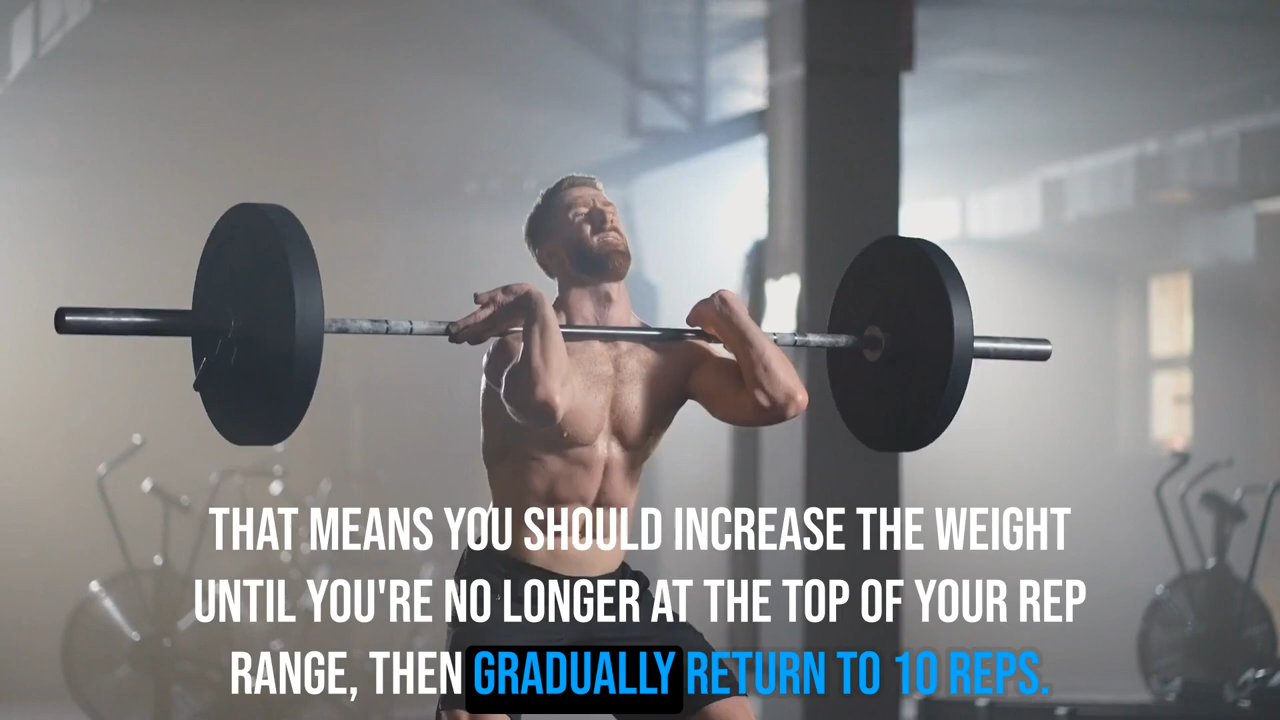 THAT MEANS YOU SHOULD INCREASE THE WEIGHT
UNTIL YOU'RE NO LONGER AT THE TOP OF YOUR REP
RANGE, THEN GRADUALLY RETURN TO 10 REPS.